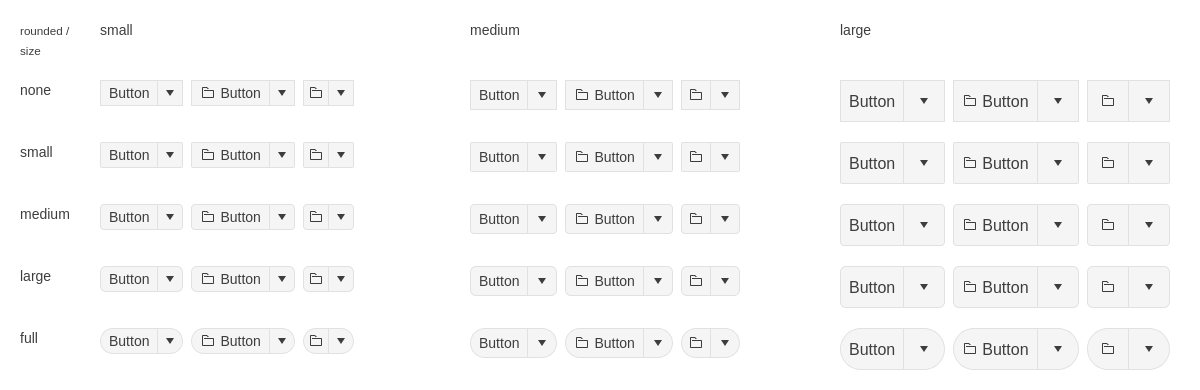 rounded / size small medium large
none Button Button Button Button Button Button
small Button Button Button Button Button Button
medium Button Button Button Button Button Button
large Button Button Button Button Button Button
full Button Button Button Button Button Button